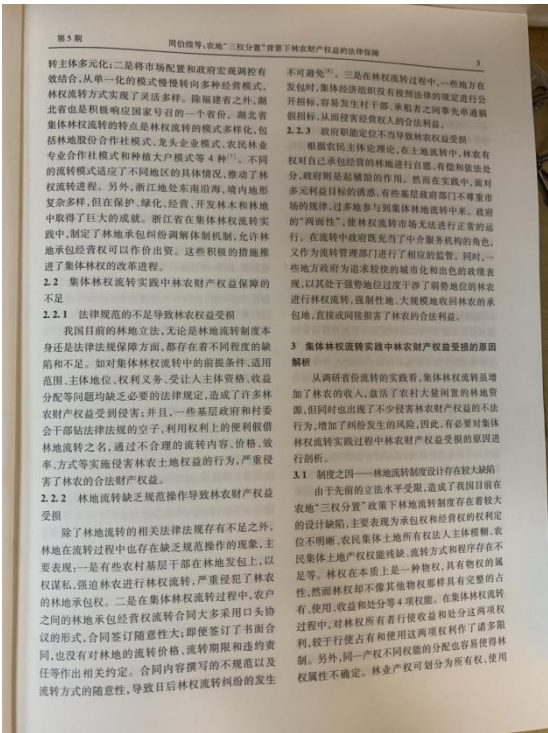 第5期
周伯煌等:农地“三权分置”背景下林农财产权益的法律保障
3
转主体多元化;二是将市场配置和政府宏观调控有
效结合,从单一化的模式慢慢转向多种经营模式,
林权流转方式实现了灵活多样。除福建省之外,湖
北省也是积极响应国家号召的一个省份。湖北省
集体林权流转的特点是林权流转的模式多样化,包
括林地股份合作社模式、龙头企业模式、农民林业
专业合作社模式和种植大户模式等4种[7]。不同
的流转模式适应了不同地区的具体情况,推动了林
权流转进程。另外,浙江地处东南沿海,境内地形
复杂多样,但在保护、绿化、经营、开发林木和林地
中取得了巨大的成就。浙江省在集体林权流转实
践中,制定了林地承包纠纷调解体制机制,允许林
地承包经营权可以作价出资。这些积极的措施推
进了集体林权的改革进程。
2.2 集体林权流转实践中林农财产权益保障的
不足
2.2.1 法律规范的不足导致林农权益受损
我国目前的林地立法,无论是林地流转制度本
身还是法律法规保障方面,都存在着不同程度的缺
陷和不足。如对集体林权流转中的前提条件、适用
范围、主体地位、权利义务、受让人主体资格、收益
分配等问题均缺乏必要的法律规定,造成了许多林
农财产权益受到侵害;并且,一些基层政府和村委
会干部钻法律法规的空子,利用权利上的便利假借
林地流转之名,通过不合理的流转内容、价格、效
率、方式等实施侵害林农土地权益的行为,严重侵
害了林农的合法财产权益。
2.2.2 林地流转缺乏规范操作导致林农财产权益
受损
除了林地流转的相关法律法规存有不足之外,
林地在流转过程中也存在缺乏规范操作的现象,主
要表现:一是有些农村基层干部在林地发包上,以
权谋私,强迫林农进行林权流转,严重侵犯了林农
的林地承包权。二是在集体林权流转过程中,农户
之间的林地承包经营权流转合同大多采用口头协
议的形式,合同签订随意性大;即便签订了书面合
同,也没有对林地的流转价格、流转期限和违约责
任等作出相关约定。合同内容撰写的不规范以及
流转方式的随意性,导致日后林权流转纠纷的发生
不可避免[8]。三是在林权流转过程中,一些地方在
发包时,集体经济组织没有按照法律的规定进行公
开招标,容易发生村干部、承租者之间事先串通搞
假招标,从而侵害经营权人的合法利益。
2.2.3 政府职能定位不当导致林农权益受损
根据农民主体论理论,在土地流转中,林农有
权对自己承包经营的林地进行自愿、有偿和依法处
分,政府则是起辅助的作用。然而在实践中,面对
多元利益目标的诱惑,有些基层政府部门不尊重市
场的规律,过多地参与到集体林地流转中来。政府
的“两面性”,使林权流转市场无法进行正常的运
行。在流转中政府既充当了中介服务机构的角色,
又作为流转管理部门进行了相应的监管。同时,一
些地方政府为追求较快的城市化和出色的政绩表
现,以其处于强势地位过度干涉了弱势地位的林农
进行林权流转,强制性地、大规模地收回林农的承
包地,直接或间接损害了林农的合法利益。
3 集体林权流转实践中林农财产权益受损的原因
解析
从调研省份流转的实践看,集体林权流转虽增
加了林农的收入,盘活了农村大量闲置的林地资
源,但同时也出现了不少侵害林农财产权益的不法
行为,增加了纠纷发生的风险,因此,有必要对集体
林权流转实践过程中林农财产权益受损的原因进
行剖析。
3.1 制度之因——林地流转制度设计存在较大缺陷
由于先前的立法水平受限,造成了我国目前在
农地“三权分置”政策下林地流转制度存在着较大
的设计缺陷,主要表现为承包权和经营权的权利定
位不明晰、农民集体土地所有权法人主体模糊、农
民集体土地产权权能残缺、流转方式和程序存在不
足等。林权在本质上是一种物权,具有物权的属
性,然而林权却不像其他物权那样具有完整的占
有、使用、收益和处分等4项权能。在集体林权流转
过程中,对林权所有者行使收益和处分这两项权
利,较于行使占有和使用这两项权利作了诸多限
制。另外,同一产权不同权能的分配也容易使得林
权属性不确定。林业产权可划分为所有权、使用